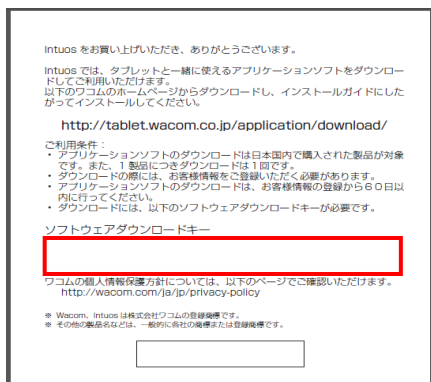 Intuos をお買い上げいただき、ありがとうございます。
Intuos では、タブレットと一緒に使えるアプリケーションソフトをダウンロー
ドしてご利用いただけます。
以下のワコムのホームページからダウンロードし、インストールガイドにした
がってインストールしてください。
http://tablet.wacom.co.jp/application/download/
ご利用条件：
・ アプリケーションソフトのダウンロードは日本国内で購入された製品が対象
です。また、1 製品につきダウンロードは1回です。
・ ダウンロードの際には、お客様情報をご登録いただく必要があります。
・ アプリケーションソフトのダウンロードは、お客様情報の登録から60日以
内に行ってください。
・ ダウンロードには、以下のソフトウェアダウンロードキーが必要です。
ソフトウェアダウンロードキー
ワコムの個人情報保護方針については、以下のページでご確認いただけます。
http://wacom.com/ja/jp/privacy-policy
※ Wacom、Intuos は株式会社ワコムの登録商標です。
※ その他の製品名などは、一般的に各社の商標または登録商標です。